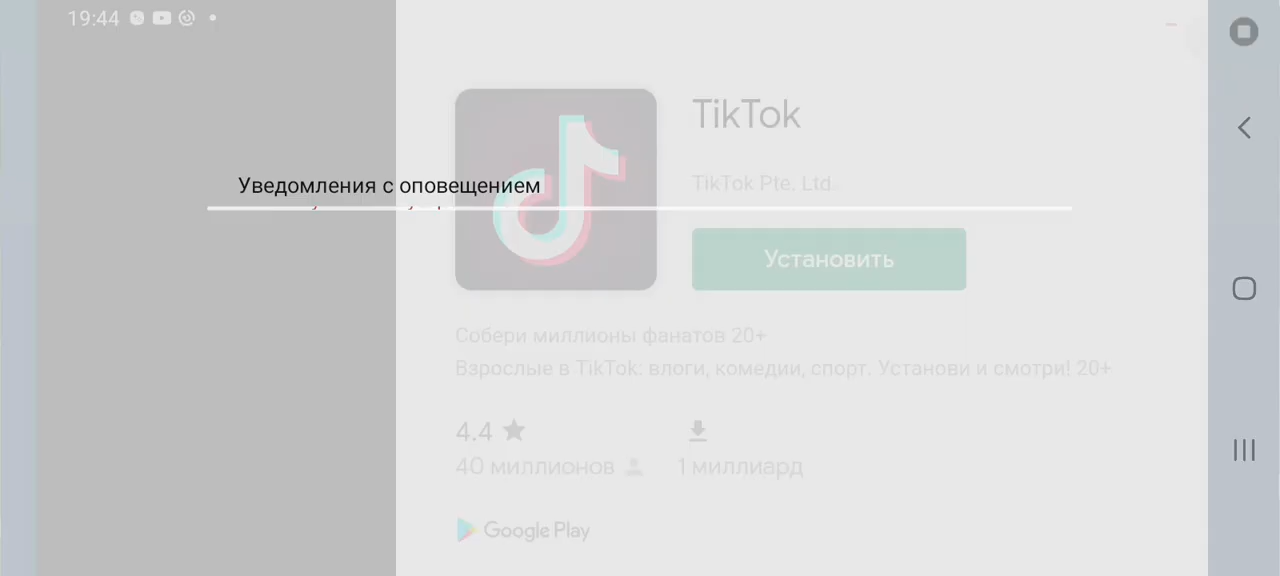 19:44
TikTok
Уведомления с оповещением
TikTok Pte. Ltd.
Установить
Собери миллионы фанатов 20+
Взрослые в TikTok: влоги, комедии, спорт. Установи и смотри! 20+
4.4
40 миллионов
1 миллиард
Google Play